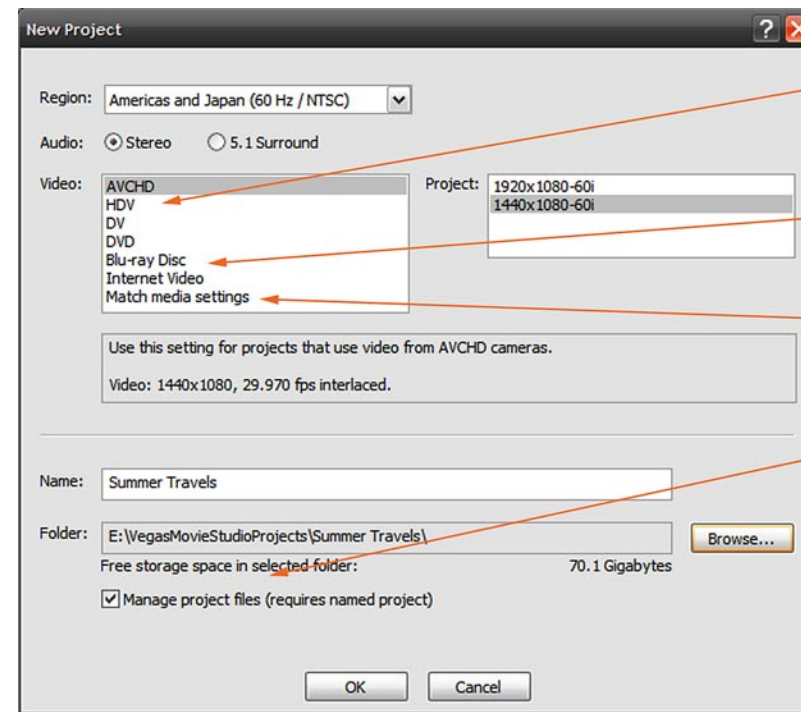 New Project
?
Region: Americas and Japan (60 Hz / NTSC)
Audio: Stereo 5.1 Surround
Video: AVCHD
HDV
DV
DVD
Blu-ray Disc
Internet Video
Match media settings
Project: 1920x1080-60i
1440x1080-60i
Use this setting for projects that use video from AVCHD cameras.
Video: 1440x1080, 29.970 fps interlaced.
Name: Summer Travels
Folder: E:\VegasMovieStudioProjects\Summer Travels\ Browse...
Free storage space in selected folder: 70.1 Gigabytes
Manage project files (requires named project)
OK Cancel